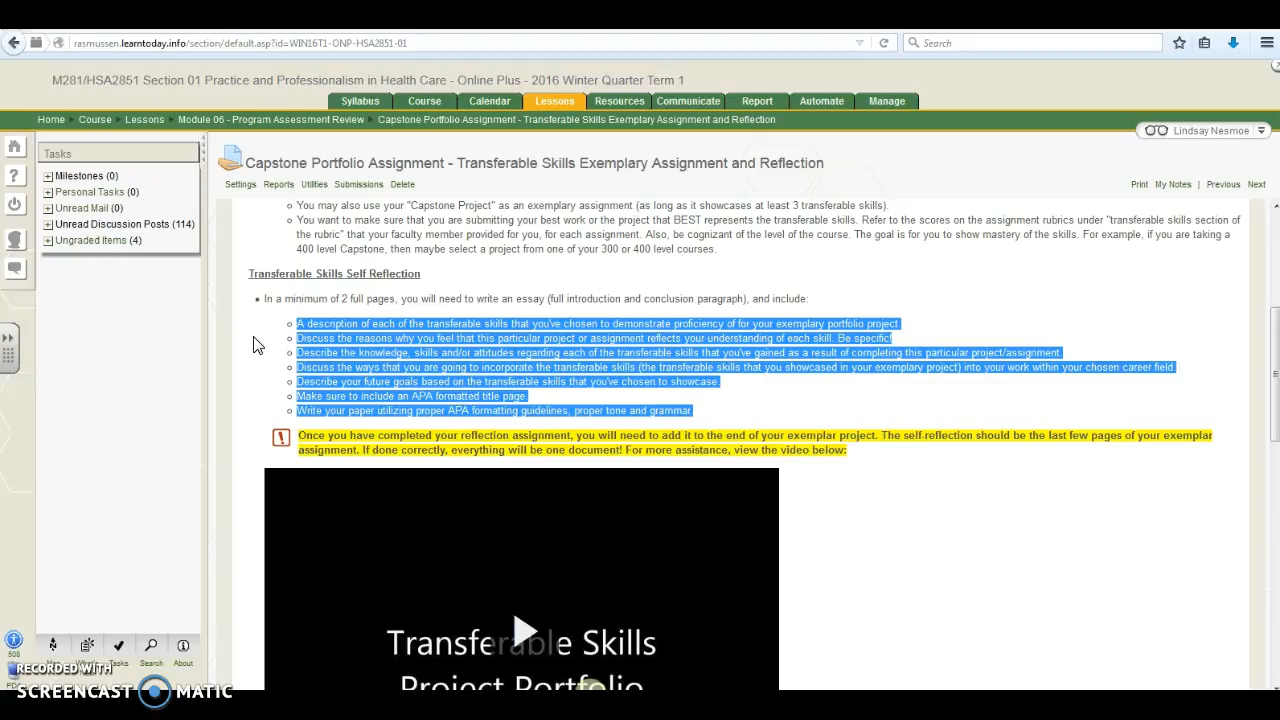 rasmussen.learntoday.info/section/default.asp?id=WIN16T1-ONP-HSA2851-01
Search
M281/HSA2851 Section 01 Practice and Professionalism in Health Care - Online Plus - 2016 Winter Quarter Term 1
Syllabus Course Calendar Lessons Resources Communicate Report Automate Manage
Home Course Lessons Module 06 - Program Assessment Review Capstone Portfolio Assignment - Transferable Skills Exemplary Assignment and Reflection
Lindsay Nesmoe
Tasks
Milestones (0)
Personal Tasks (0)
Unread Mail (0)
Unread Discussion Posts (114)
Ungraded Items (4)
Capstone Portfolio Assignment - Transferable Skills Exemplary Assignment and Reflection
Settings Reports Utilities Submissions Delete
Print My Notes | Previous Next
You may also use your "Capstone Project" as an exemplary assignment (as long as it showcases at least 3 transferable skills).
You want to make sure that you are submitting your best work or the project that BEST represents the transferable skills. Refer to the scores on the assignment rubrics under "transferable skills section of
the rubric" that your faculty member provided for you, for each assignment. Also, be cognizant of the level of the course. The goal is for you to show mastery of the skills. For example, if you are taking a
400 level Capstone, then maybe select a project from one of your 300 or 400 level courses.
Transferable Skills Self Reflection
In a minimum of 2 full pages, you will need to write an essay (full introduction and conclusion paragraph), and include:
A description of each of the transferable skills that you've chosen to demonstrate proficiency of for your exemplary portfolio project.
Discuss the reasons why you feel that this particular project or assignment reflects your understanding of each skill. Be specific!
Describe the knowledge, skills and/or attitudes regarding each of the transferable skills that you've gained as a result of completing this particular project/assignment.
Discuss the ways that you are going to incorporate the transferable skills (the transferable skills that you showcased in your exemplary project) into your work within your chosen career field.
Describe your future goals based on the transferable skills that you've chosen to showcase.
Make sure to include an APA formatted title page.
Write your paper utilizing proper APA formatting guidelines, proper tone and grammar.
Once you have completed your reflection assignment, you will need to add it to the end of your exemplar project. The self-reflection should be the last few pages of your exemplar
assignment. If done correctly, everything will be one document! For more assistance, view the video below:
Transferable Skills
Project Portfolio
508
Tasks Search About
RECORDED WITH
SCREENCAST MATIC